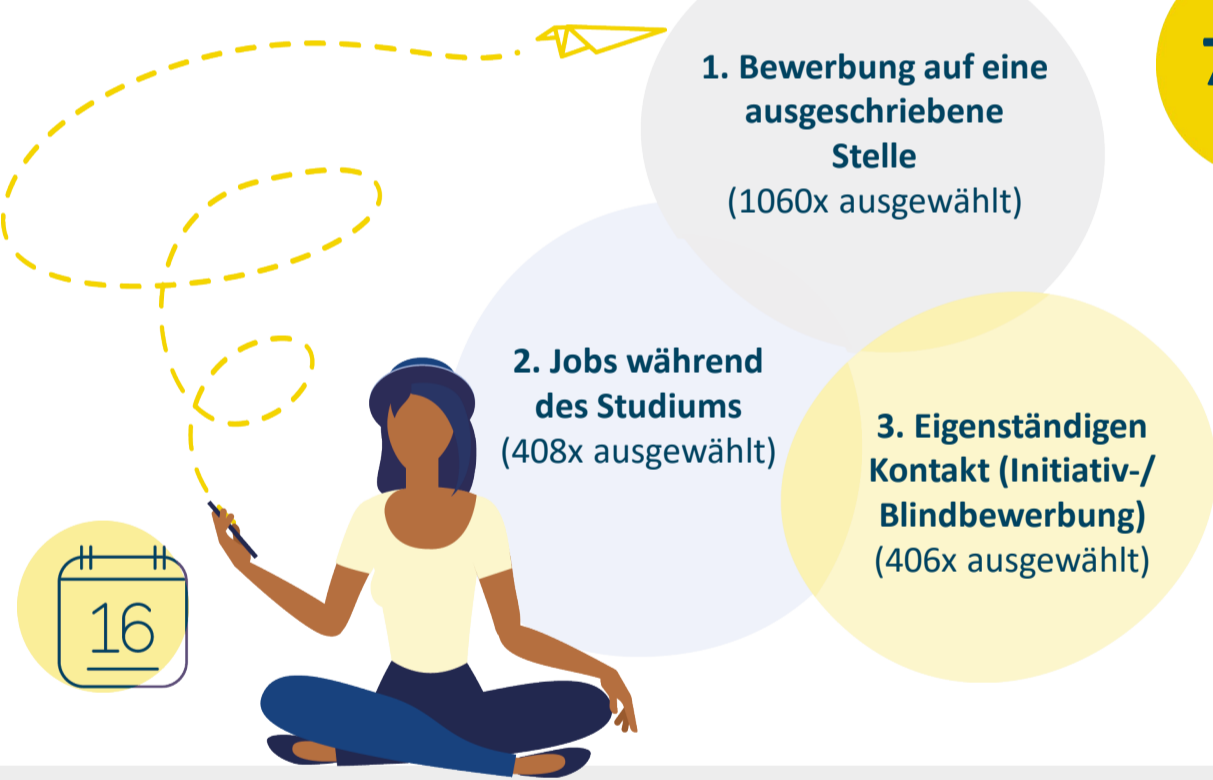 1. Bewerbung auf eine
ausgeschriebene
Stelle
(1060x ausgewählt)
2. Jobs während
des Studiums
(408x ausgewählt)
3. Eigenständigen
Kontakt (Initiativ-/
Blindbewerbung)
(406x ausgewählt)
16